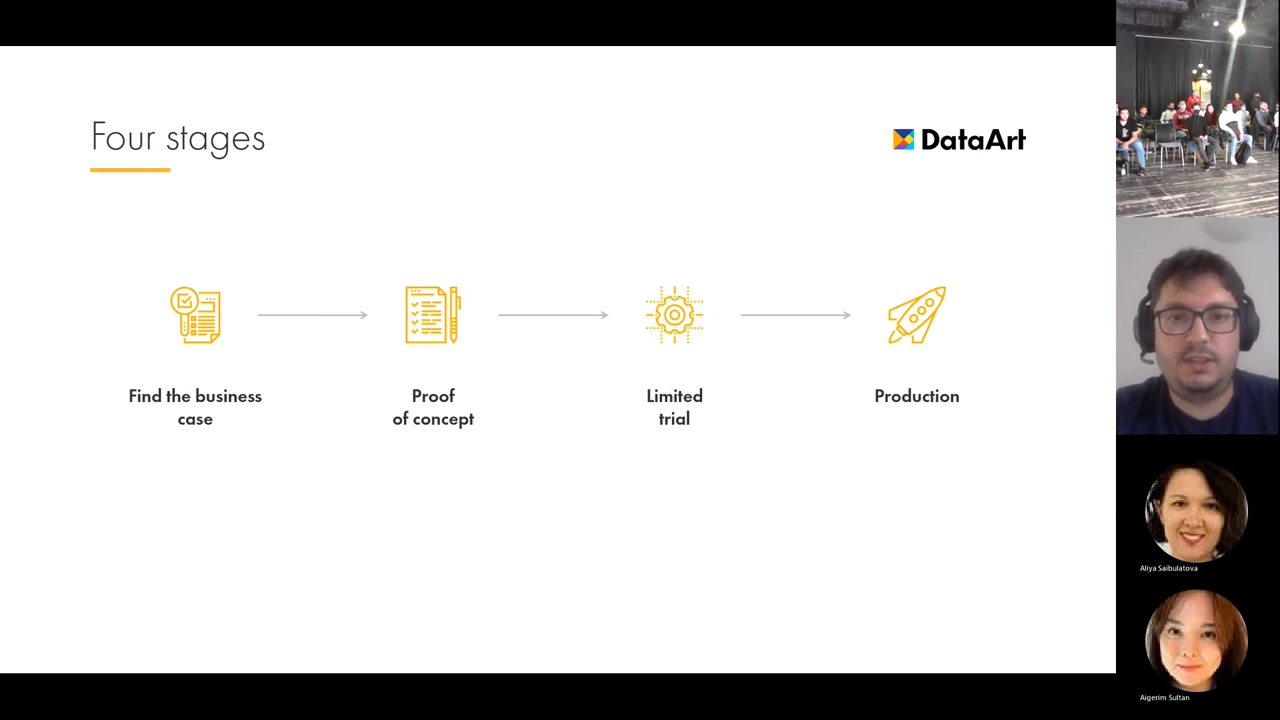 Four stages
DataArt
Find the business
case
Proof
of concept
Limited
trial
Production
Aliya Saibulatova
Aigerim Sultan